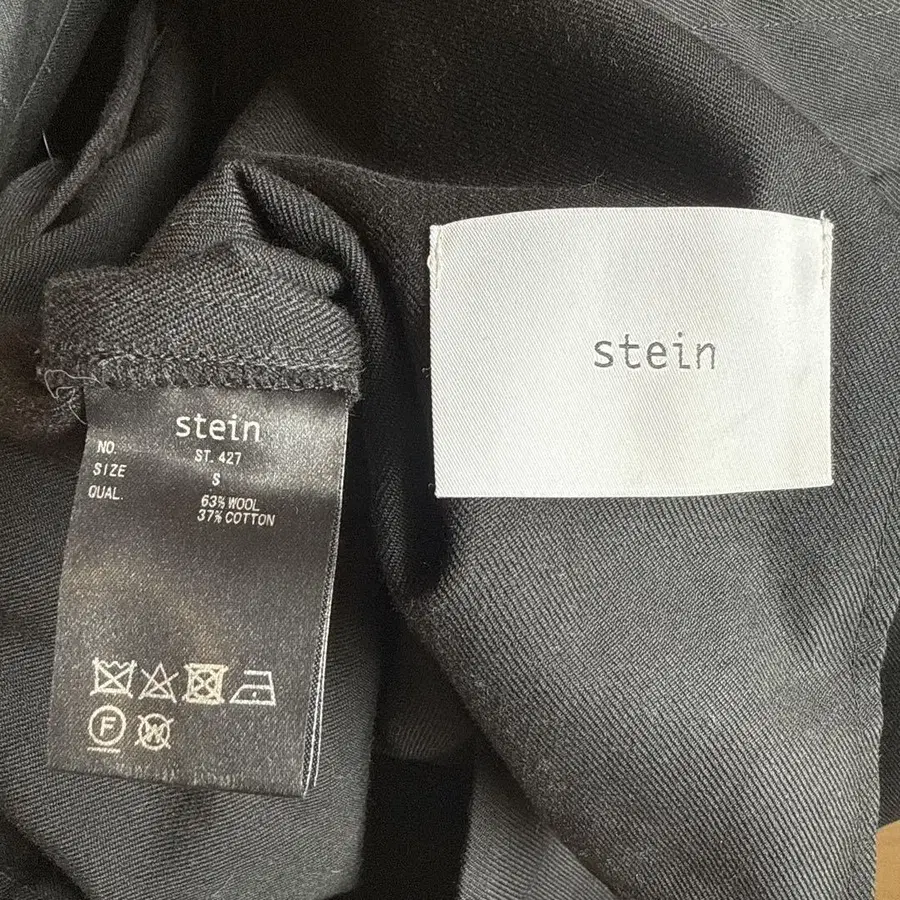 stein
NO. ST. 427
SIZE S
QUAL. 63% WOOL
37% COTTON
F
W
stein